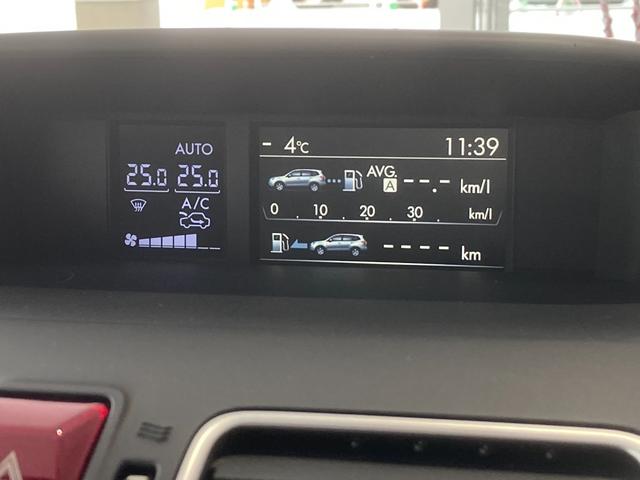 AUTO
25.0 25.0
A/C
- 4°C 11:39
AVG.
A --.- km/l
0 . 10 . 20 . 30 . km/l
---- km